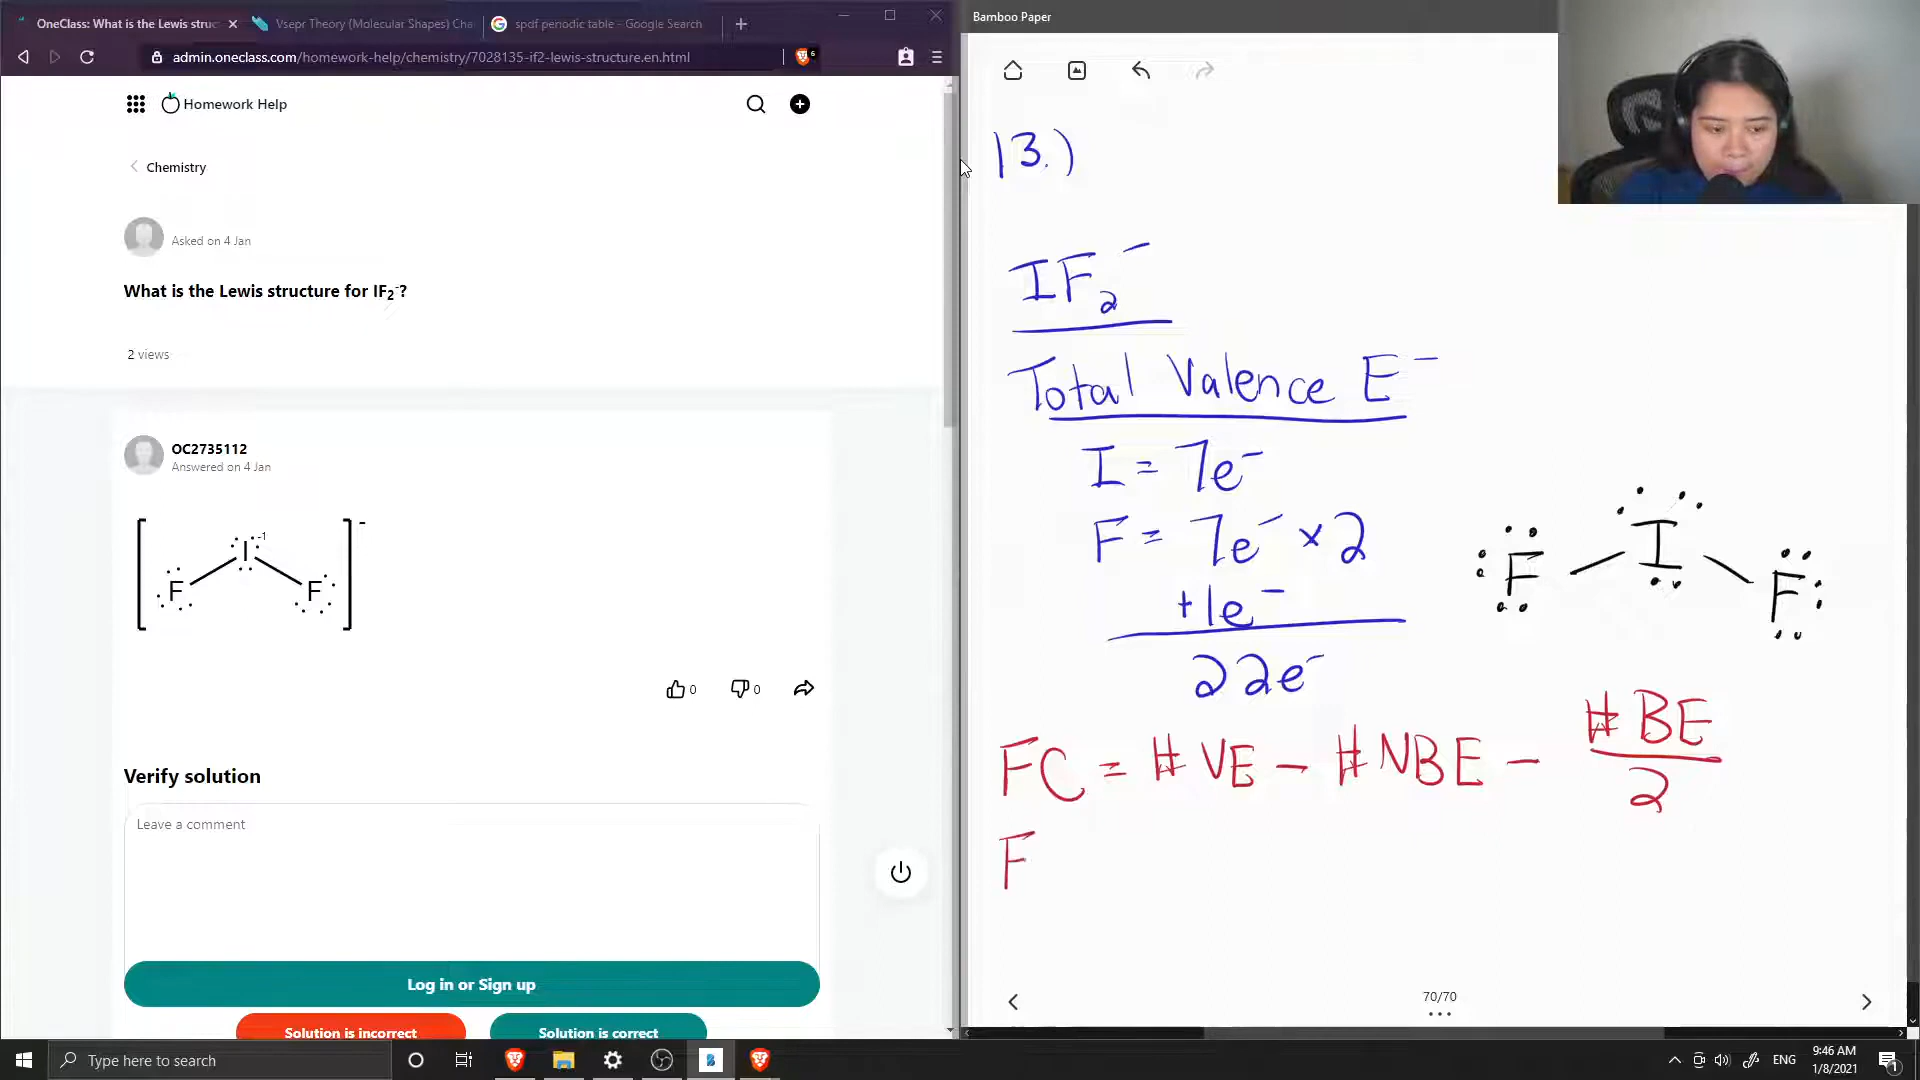 OneClass: What is the Lewis struc
Vsepr Theory (Molecular Shapes) Cha
spdf periodic table - Google Search
admin.oneclass.com/homework-help/chemistry/7028135-if2-lewis-structure.en.html
6
Homework Help
Chemistry
Asked on 4 Jan
What is the Lewis structure for IF2-?
2 views
OC2735112
Answered on 4 Jan
[ F I -1 F ] -
0 0
Verify solution
Leave a comment
Log in or Sign up
Solution is incorrect
Solution is correct
Bamboo Paper
13.)
IF2-
Total Valence E-
I = 7e-
F = 7e- × 2
+1e-
22e-
F I F
FC = # VE - # NBE - # BE / 2
F
70/70
Type here to search
ENG
9:46 AM
1/8/2021
1